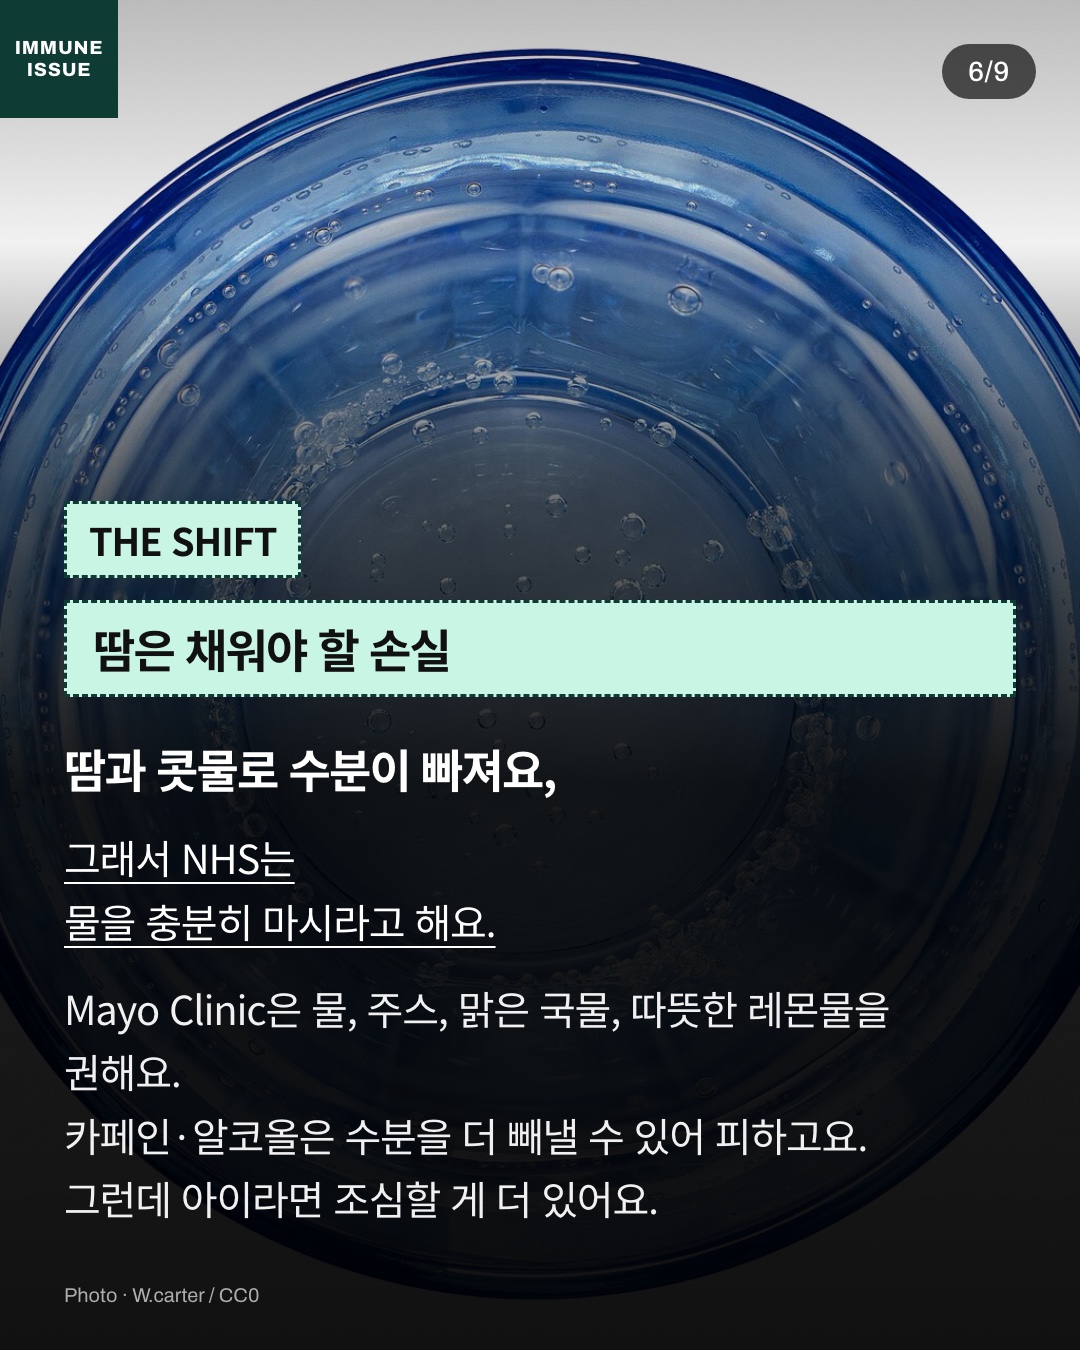 IMMUNE
ISSUE
6/9
THE SHIFT
땀은 채워야 할 손실
땀과 콧물로 수분이 빠져요,
그래서 NHS는
물을 충분히 마시라고 해요.
Mayo Clinic은 물, 주스, 맑은 국물, 따뜻한 레몬물을
권해요.
카페인·알코올은 수분을 더 빼낼 수 있어 피하고요.
그런데 아이라면 조심할 게 더 있어요.
Photo · W.carter / CC0